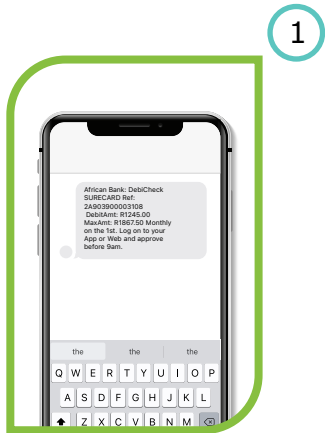 1
African Bank: DebiCheck
SURECARD Ref:
2A903900003108
DebitAmt: R1245.00
MaxAmt: R1867.50 Monthly
on the 1st. Log on to your
App or Web and approve
before 9am.
the the the
Q W E R T Y U I O P
A S D F G H J K L
Z X C V B N M